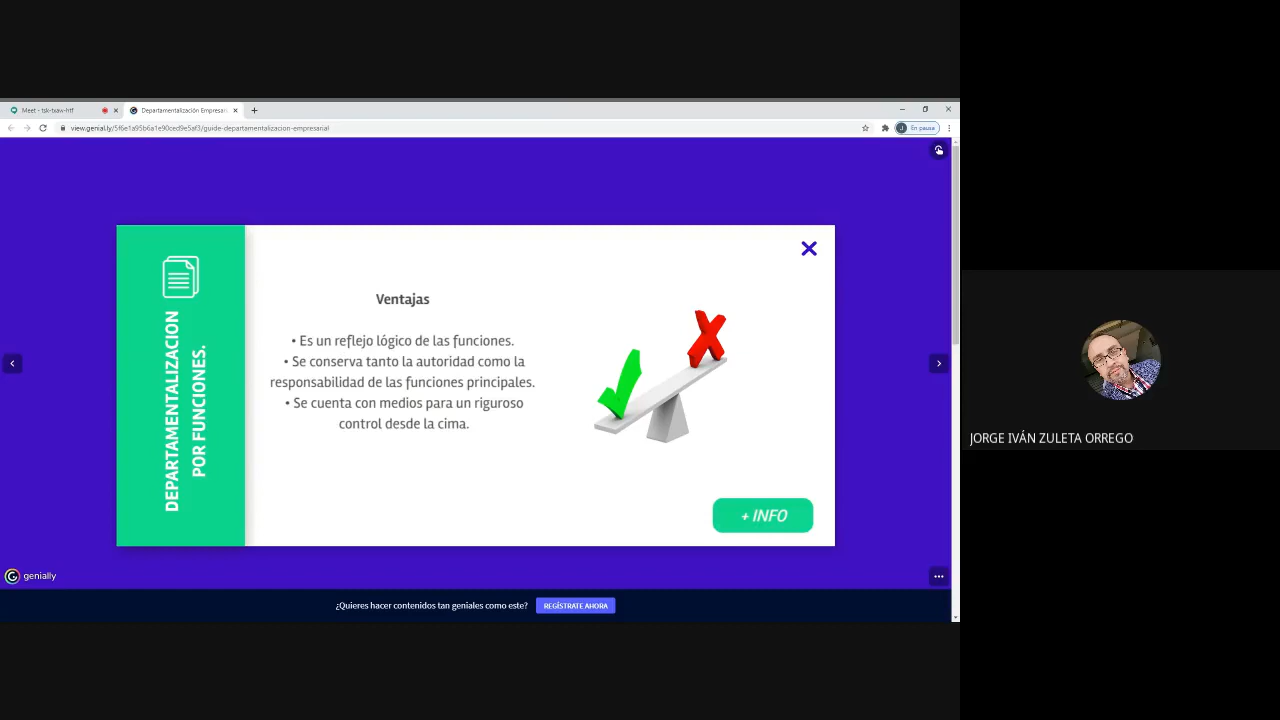 Meet - tsk-txaw-htf
Departamentalización Empresari
view.genial.ly/5f6e1a95b6a1e90ced9e5af3/guide-departamentalizacion-empresarial
J
En pausa
DEPARTAMENTALIZACION
POR FUNCIONES.
Ventajas
• Es un reflejo lógico de las funciones.
• Se conserva tanto la autoridad como la
responsabilidad de las funciones principales.
• Se cuenta con medios para un riguroso
control desde la cima.
+ INFO
JORGE IVÁN ZULETA ORREGO
genially
¿Quieres hacer contenidos tan geniales como este?
REGÍSTRATE AHORA